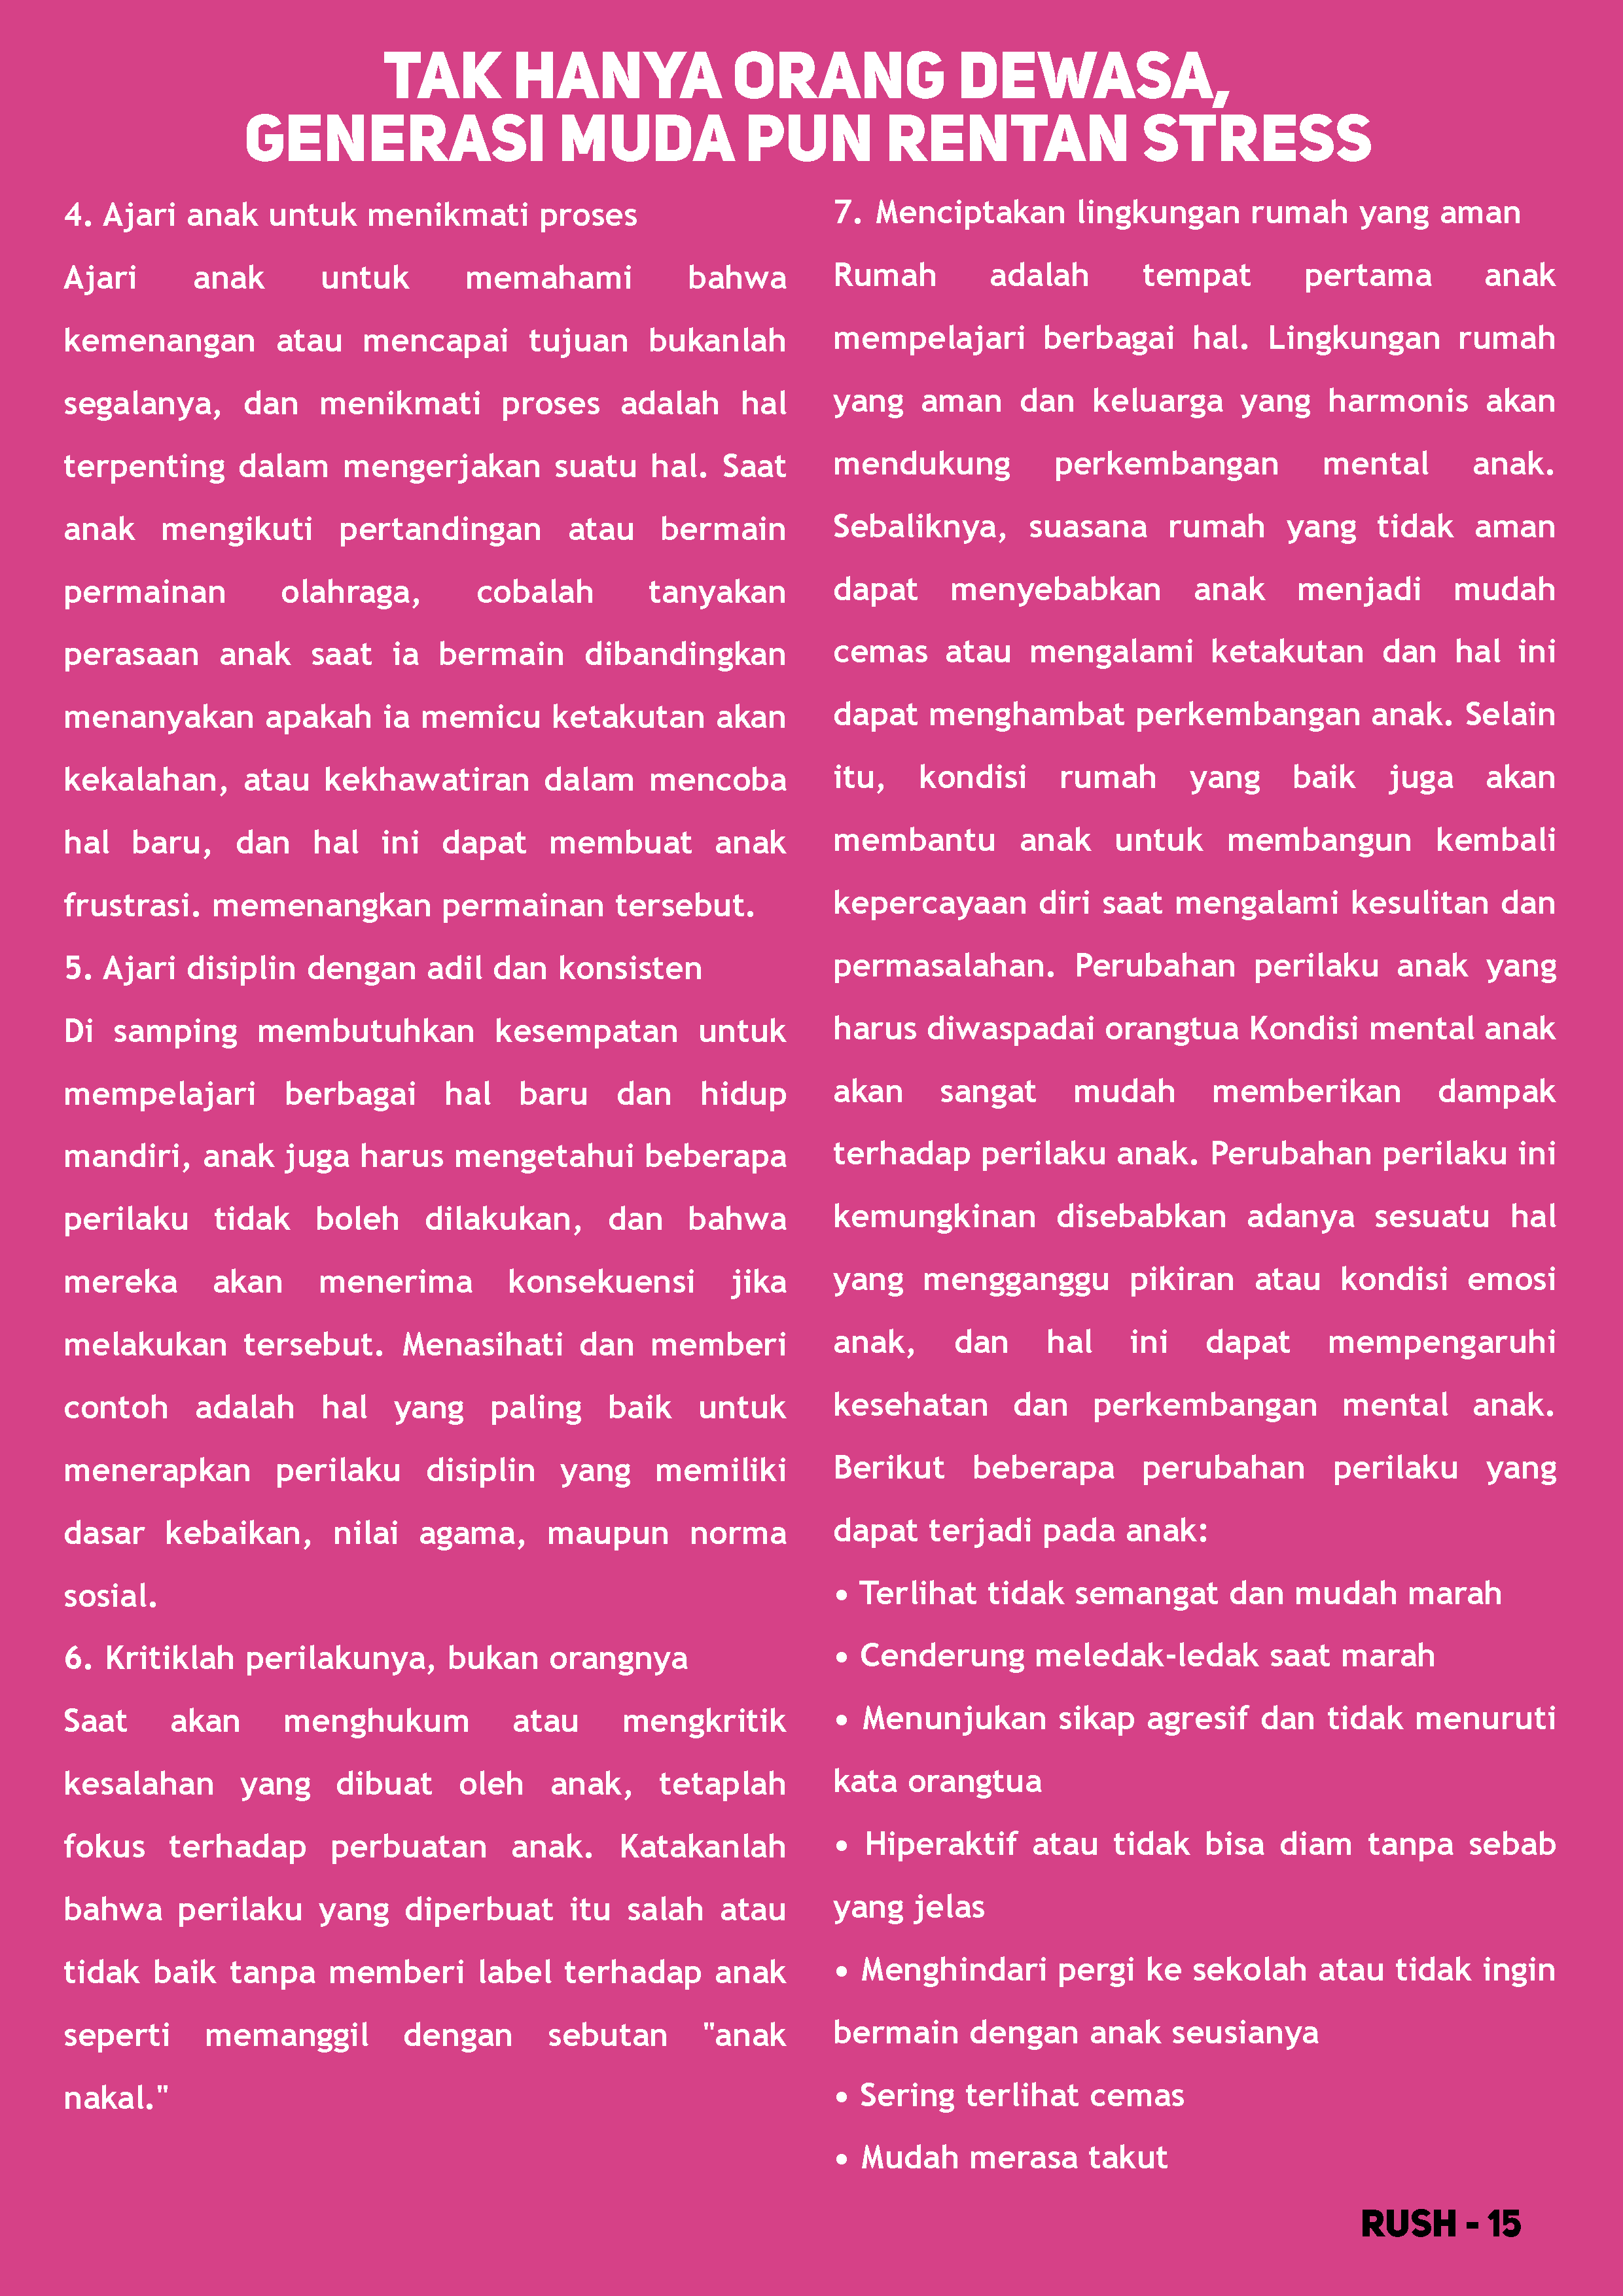 TAK HANYA ORANG DEWASA,
GENERASI MUDA PUN RENTAN STRESS
4. Ajari anak untuk menikmati proses
Ajari anak untuk memahami bahwa
kemenangan atau mencapai tujuan bukanlah
segalanya, dan menikmati proses adalah hal
terpenting dalam mengerjakan suatu hal. Saat
anak mengikuti pertandingan atau bermain
permainan olahraga, cobalah tanyakan
perasaan anak saat ia bermain dibandingkan
menanyakan apakah ia memicu ketakutan akan
kekalahan, atau kekhawatiran dalam mencoba
hal baru, dan hal ini dapat membuat anak
frustrasi. memenangkan permainan tersebut.
5. Ajari disiplin dengan adil dan konsisten
Di samping membutuhkan kesempatan untuk
mempelajari berbagai hal baru dan hidup
mandiri, anak juga harus mengetahui beberapa
perilaku tidak boleh dilakukan, dan bahwa
mereka akan menerima konsekuensi jika
melakukan tersebut. Menasihati dan memberi
contoh adalah hal yang paling baik untuk
menerapkan perilaku disiplin yang memiliki
dasar kebaikan, nilai agama, maupun norma
sosial.
6. Kritiklah perilakunya, bukan orangnya
Saat akan menghukum atau mengkritik
kesalahan yang dibuat oleh anak, tetaplah
fokus terhadap perbuatan anak. Katakanlah
bahwa perilaku yang diperbuat itu salah atau
tidak baik tanpa memberi label terhadap anak
seperti memanggil dengan sebutan "anak
nakal."
7. Menciptakan lingkungan rumah yang aman
Rumah adalah tempat pertama anak
mempelajari berbagai hal. Lingkungan rumah
yang aman dan keluarga yang harmonis akan
mendukung perkembangan mental anak.
Sebaliknya, suasana rumah yang tidak aman
dapat menyebabkan anak menjadi mudah
cemas atau mengalami ketakutan dan hal ini
dapat menghambat perkembangan anak. Selain
itu, kondisi rumah yang baik juga akan
membantu anak untuk membangun kembali
kepercayaan diri saat mengalami kesulitan dan
permasalahan. Perubahan perilaku anak yang
harus diwaspadai orangtua Kondisi mental anak
akan sangat mudah memberikan dampak
terhadap perilaku anak. Perubahan perilaku ini
kemungkinan disebabkan adanya sesuatu hal
yang mengganggu pikiran atau kondisi emosi
anak, dan hal ini dapat mempengaruhi
kesehatan dan perkembangan mental anak.
Berikut beberapa perubahan perilaku yang
dapat terjadi pada anak:
• Terlihat tidak semangat dan mudah marah
• Cenderung meledak-ledak saat marah
• Menunjukan sikap agresif dan tidak menuruti
kata orangtua
• Hiperaktif atau tidak bisa diam tanpa sebab
yang jelas
• Menghindari pergi ke sekolah atau tidak ingin
bermain dengan anak seusianya
• Sering terlihat cemas
• Mudah merasa takut
RUSH - 15